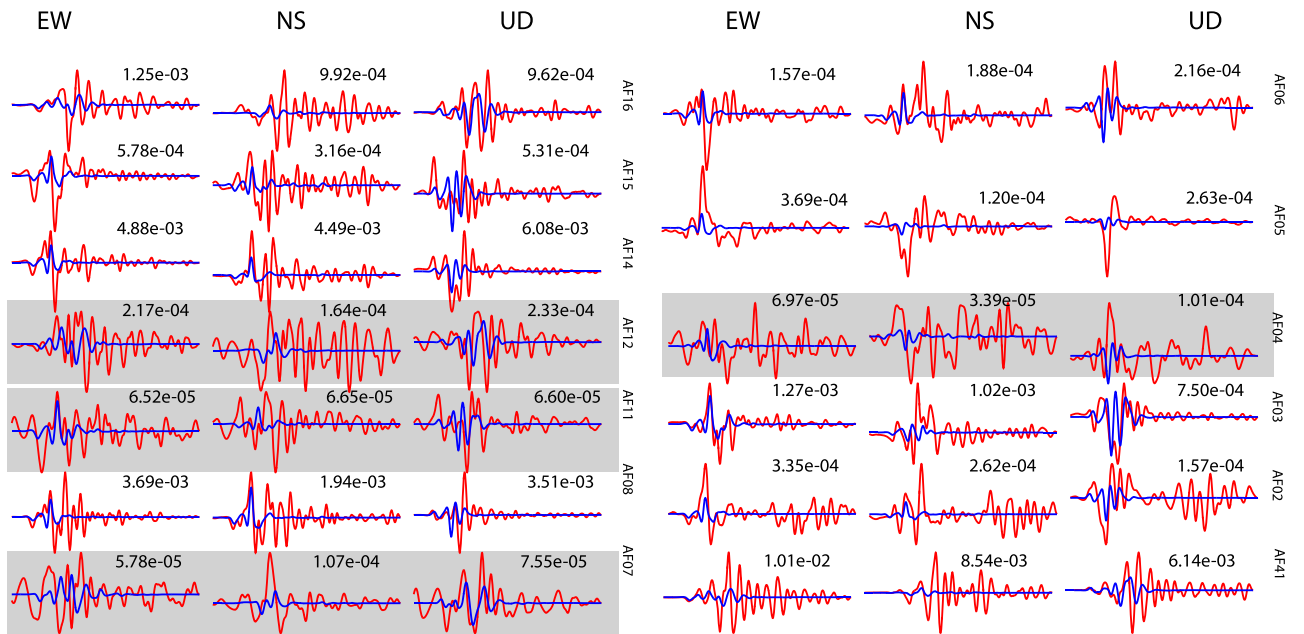 EW NS UD
1.25e-03 9.92e-04 9.62e-04 AF16
5.78e-04 3.16e-04 5.31e-04 AF15
4.88e-03 4.49e-03 6.08e-03 AF14
2.17e-04 1.64e-04 2.33e-04 AF12
6.52e-05 6.65e-05 6.60e-05 AF11
3.69e-03 1.94e-03 3.51e-03 AF08
5.78e-05 1.07e-04 7.55e-05 AF07
EW NS UD
1.57e-04 1.88e-04 2.16e-04 AF06
3.69e-04 1.20e-04 2.63e-04 AF05
6.97e-05 3.39e-05 1.01e-04 AF04
1.27e-03 1.02e-03 7.50e-04 AF03
3.35e-04 2.62e-04 1.57e-04 AF02
1.01e-02 8.54e-03 6.14e-03 AF41